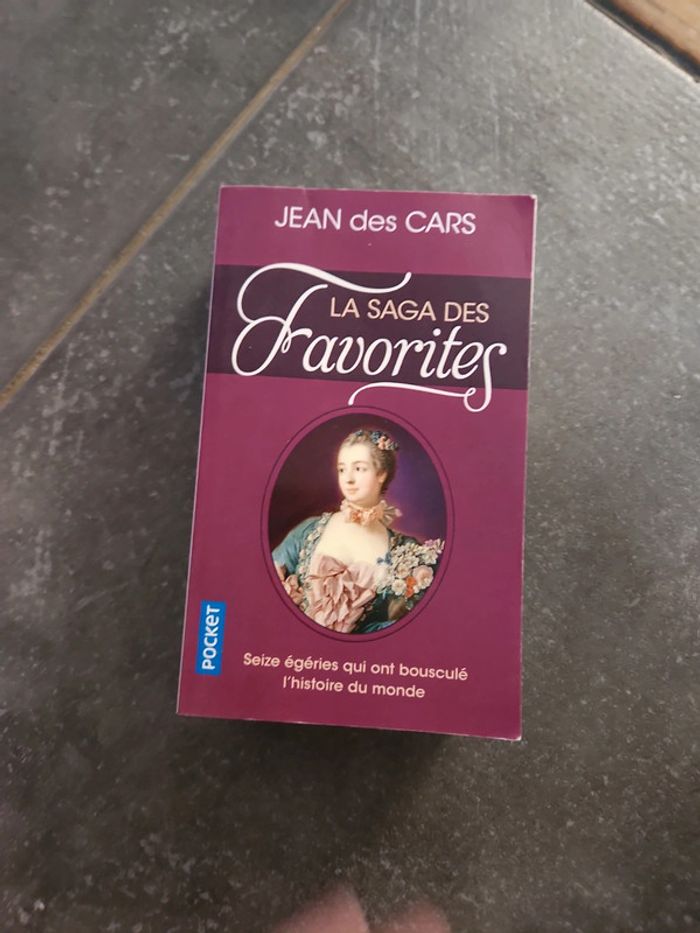 JEAN des CARS
LA SAGA DES
Favorites
POCKET
Seize égéries qui ont bousculé
l'histoire du monde